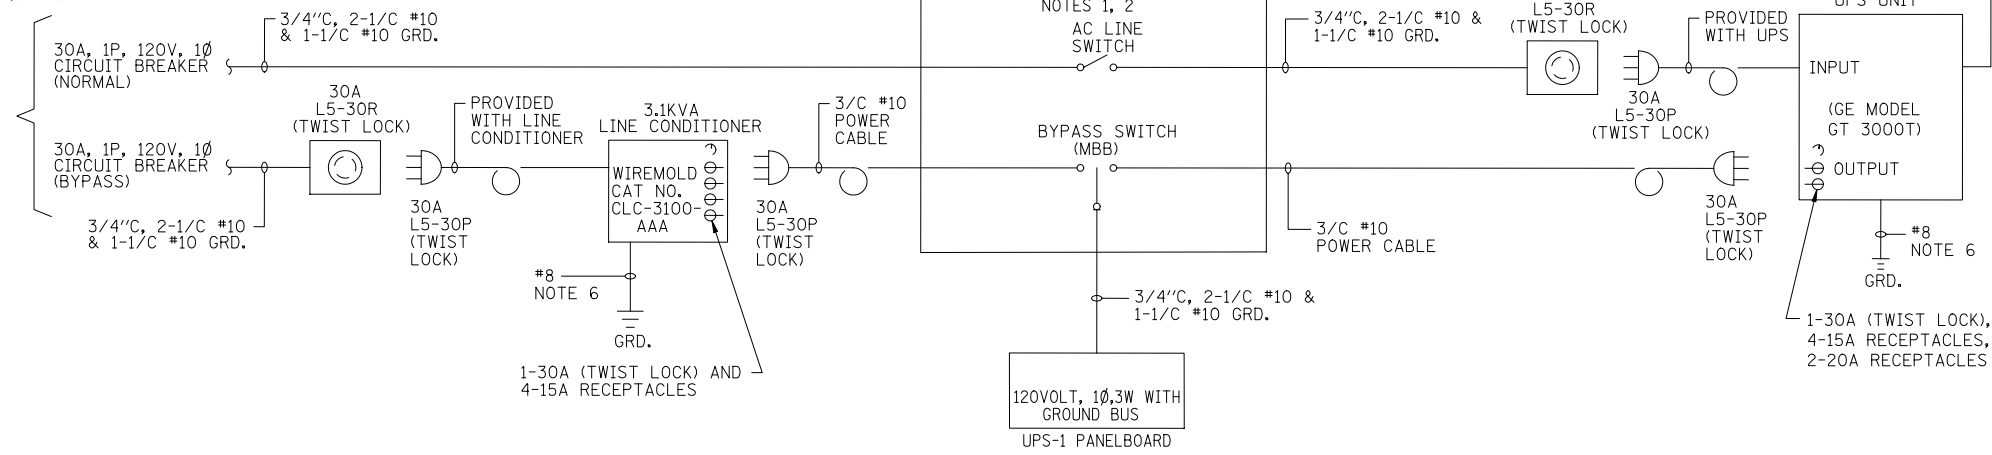 3/4"C, 2-1/C #10
& 1-1/C #10 GRD.
30A, 1P, 120V, 1Ø
CIRCUIT BREAKER
(NORMAL)
30A
L5-30R
(TWIST LOCK)
PROVIDED
WITH LINE
CONDITIONER
3.1KVA
LINE CONDITIONER
3/C #10
POWER
CABLE
30A, 1P, 120V, 1Ø
CIRCUIT BREAKER
(BYPASS)
3/4"C, 2-1/C #10
& 1-1/C #10 GRD.
30A
L5-30P
(TWIST
LOCK)
WIREMOLD
CAT NO.
CLC-3100-
AAA
30A
L5-30P
(TWIST
LOCK)
#8
NOTE 6
GRD.
1-30A (TWIST LOCK) AND
4-15A RECEPTACLES
NOTES 1, 2
AC LINE
SWITCH
BYPASS SWITCH
(MBB)
3/4"C, 2-1/C #10 &
1-1/C #10 GRD.
120VOLT, 1Ø,3W WITH
GROUND BUS
UPS-1 PANELBOARD
3/4"C, 2-1/C #10 &
1-1/C #10 GRD.
L5-30R
(TWIST LOCK)
PROVIDED
WITH UPS
30A
L5-30P
(TWIST LOCK)
3/C #10
POWER CABLE
30A
L5-30P
(TWIST
LOCK)
UPS UNIT
INPUT
(GE MODEL
GT 3000T)
OUTPUT
#8
NOTE 6
GRD.
1-30A (TWIST LOCK),
4-15A RECEPTACLES,
2-20A RECEPTACLES